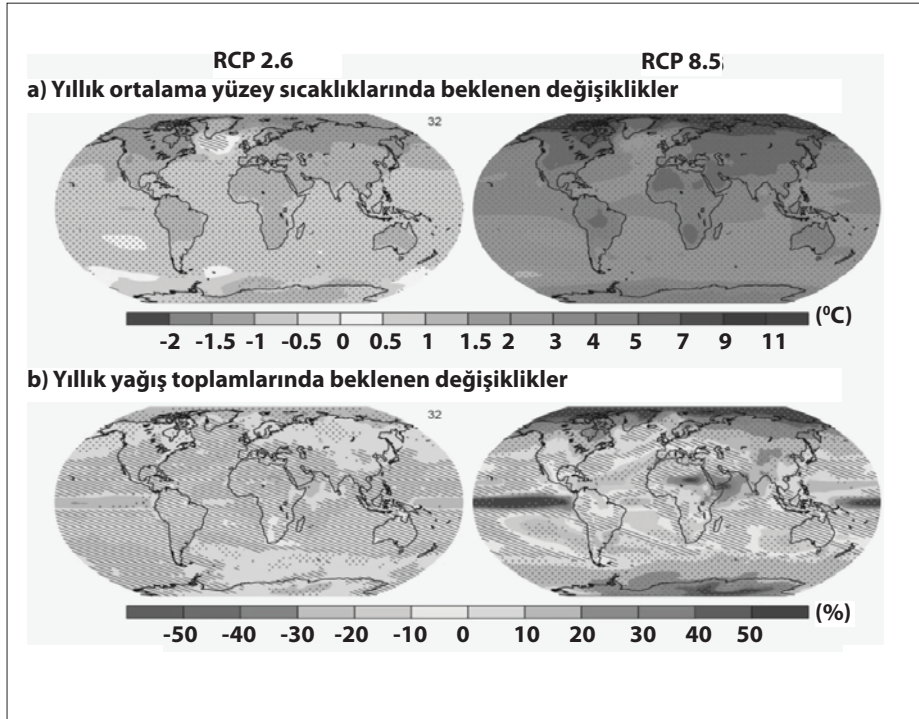 RCP 2.6 RCP 8.5
a) Yıllık ortalama yüzey sıcaklıklarında beklenen değişiklikler
32
(⁰C)
-2 -1.5 -1 -0.5 0 0.5 1 1.5 2 3 4 5 7 9 11
b) Yıllık yağış toplamlarında beklenen değişiklikler
32
(%)
-50 -40 -30 -20 -10 0 10 20 30 40 50